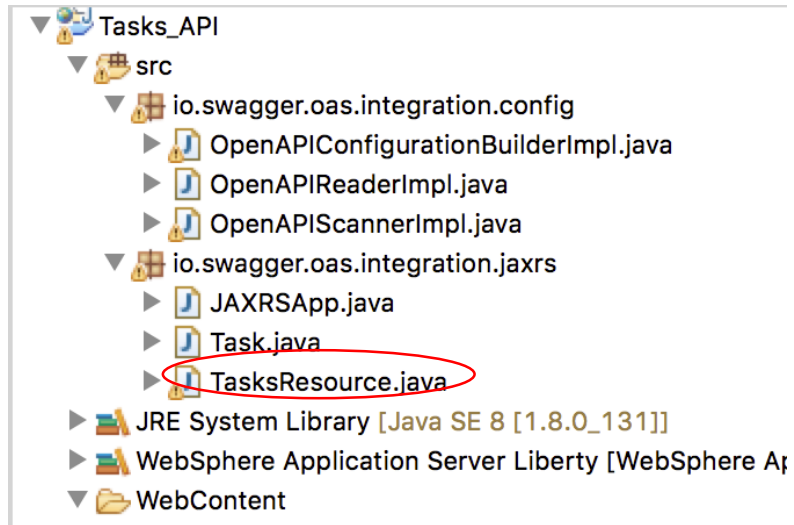 Tasks_API
src
io.swagger.oas.integration.config
OpenAPIConfigurationBuilderImpl.java
OpenAPIReaderImpl.java
OpenAPIScannerImpl.java
io.swagger.oas.integration.jaxrs
JAXRSApp.java
Task.java
TasksResource.java
JRE System Library [Java SE 8 [1.8.0_131]]
WebSphere Application Server Liberty [WebSphere Ap
WebContent